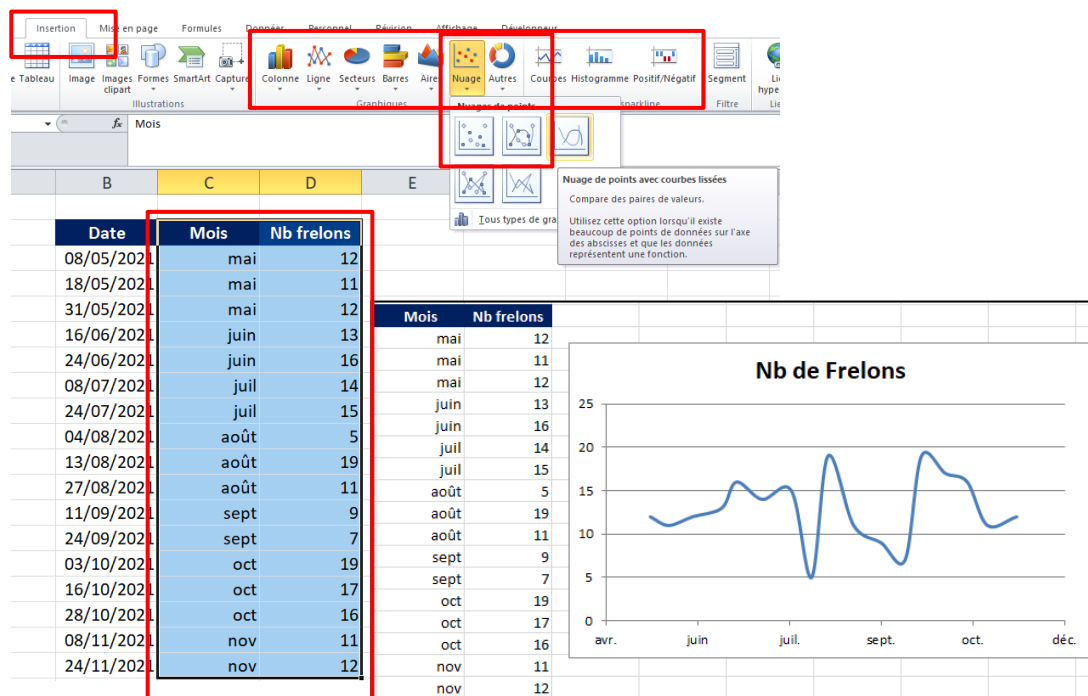 Insertion Mise en page Formules Données Personnel Révision Affichage Développeur
Tableau Image Images clipart Formes SmartArt Capture Colonne Ligne Secteurs Barres Aires Nuage Autres Courbes Histogramme Positif/Négatif Segment
Illustrations Graphiques sparkline Filtre
Nuages de points
fx Mois
B C D E
Nuage de points avec courbes lissées
Compare des paires de valeurs.
Utilisez cette option lorsqu'il existe
beaucoup de points de données sur l'axe
des abscisses et que les données
représentent une fonction.
Tous types de gra
Date Mois Nb frelons
08/05/2021 mai 12
18/05/2021 mai 11
31/05/2021 mai 12
16/06/2021 juin 13
24/06/2021 juin 16
08/07/2021 juil 14
24/07/2021 juil 15
04/08/2021 août 5
13/08/2021 août 19
27/08/2021 août 11
11/09/2021 sept 9
24/09/2021 sept 7
03/10/2021 oct 19
16/10/2021 oct 17
28/10/2021 oct 16
08/11/2021 nov 11
24/11/2021 nov 12
Mois Nb frelons
mai 12
mai 11
mai 12
juin 13
juin 16
juil 14
juil 15
août 5
août 19
août 11
sept 9
sept 7
oct 19
oct 17
oct 16
nov 11
nov 12
Nb de Frelons
25
20
15
10
5
0
avr. juin juil. sept. oct. déc.